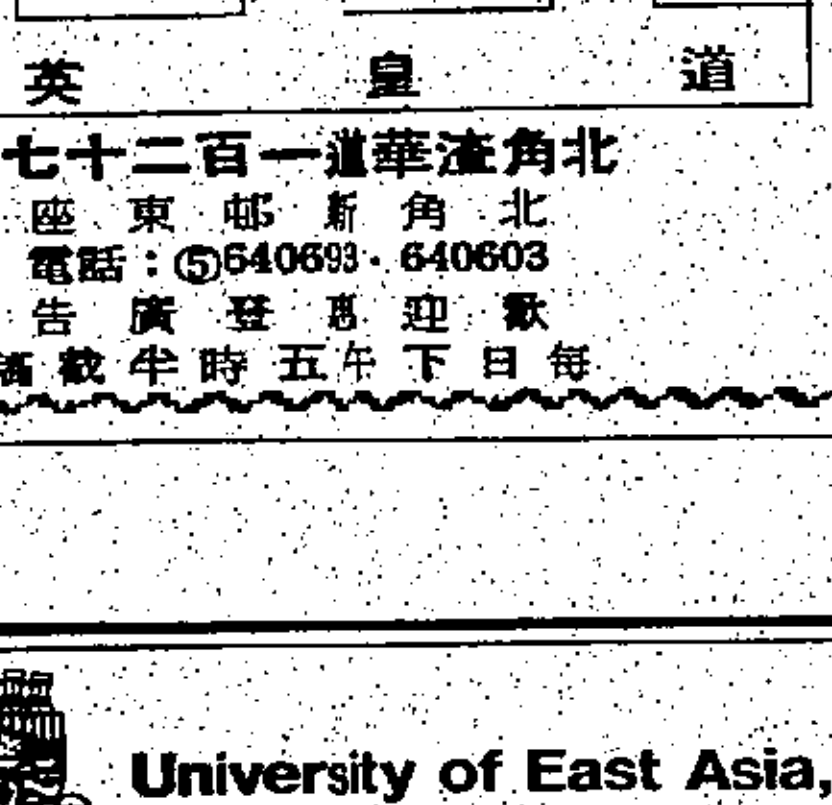 英皇道
北角渣華道一百二十七
北角新邨東座
電話：⑤640693．640603
歡迎惠登廣告
每日下午五時半截稿
University of East Asia,